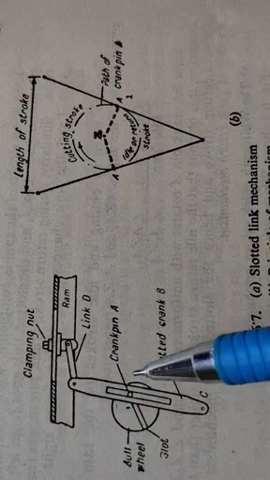 Length of stroke
Cutting stroke
Path of
crankpin A
A
A
1
Idle or return
stroke
(b)
Clamping nut
Ram
Link D
Crankpin A
slotted crank B
Bull
wheel
Slot
C
(a) Slotted link mechanism